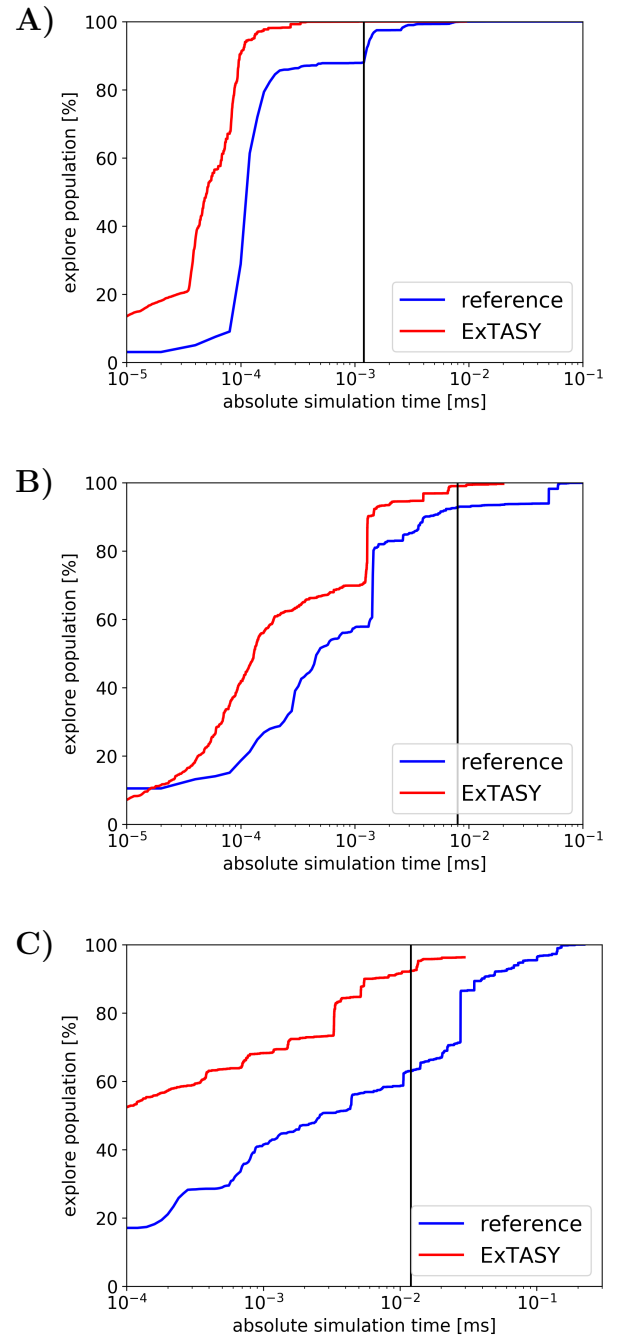 A)
100
80
60
40
20
0
explore population [%]
reference
ExTASY
10⁻⁵ 10⁻⁴ 10⁻³ 10⁻² 10⁻¹
absolute simulation time [ms]
B)
100
80
60
40
20
0
explore population [%]
reference
ExTASY
10⁻⁵ 10⁻⁴ 10⁻³ 10⁻² 10⁻¹
absolute simulation time [ms]
C)
100
80
60
40
20
0
explore population [%]
reference
ExTASY
10⁻⁴ 10⁻³ 10⁻² 10⁻¹
absolute simulation time [ms]